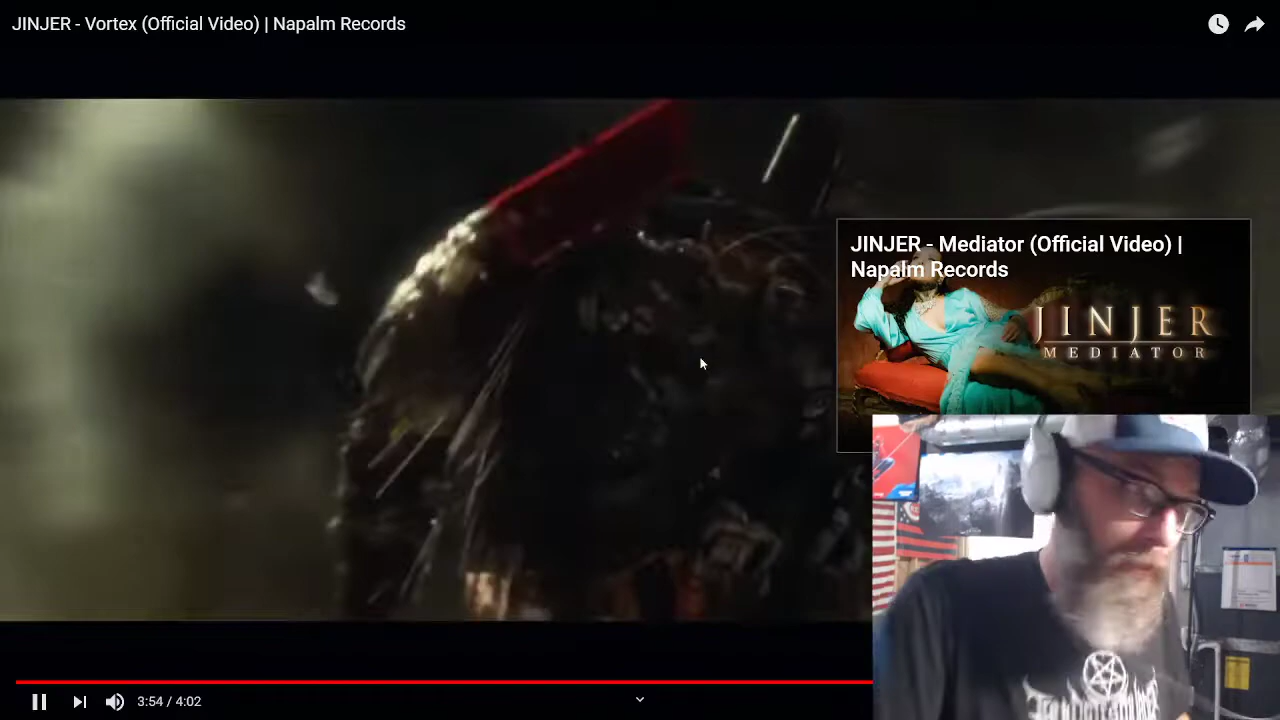 JINJER - Vortex (Official Video) | Napalm Records
JINJER - Mediator (Official Video) |
Napalm Records
JINJER
MEDIATOR
3:54 / 4:02